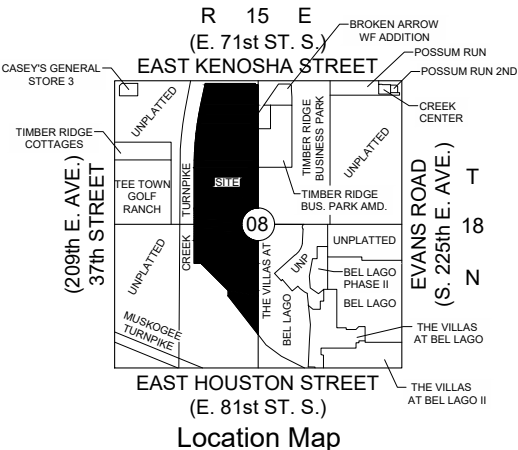 R 15 E
(E. 71st ST. S.)
EAST KENOSHA STREET
BROKEN ARROW
WF ADDITION
POSSUM RUN
POSSUM RUN 2ND
CREEK
CENTER
CASEY'S GENERAL
STORE 3
UNPLATTED
TIMBER RIDGE
COTTAGES
TEE TOWN
GOLF
RANCH
TURNPIKE
CREEK
SITE
TIMBER RIDGE
BUSINESS PARK
UNPLATTED
TIMBER RIDGE
BUS. PARK AMD.
(209th E. AVE.)
37th STREET
EVANS ROAD
(S. 225th E. AVE.)
T
18
N
08
UNPLATTED
MUSKOGEE
TURNPIKE
THE VILLAS AT
BEL LAGO
UNP
UNPLATTED
BEL LAGO
PHASE II
BEL LAGO
THE VILLAS
AT BEL LAGO
THE VILLAS
AT BEL LAGO II
EAST HOUSTON STREET
(E. 81st ST. S.)
Location Map